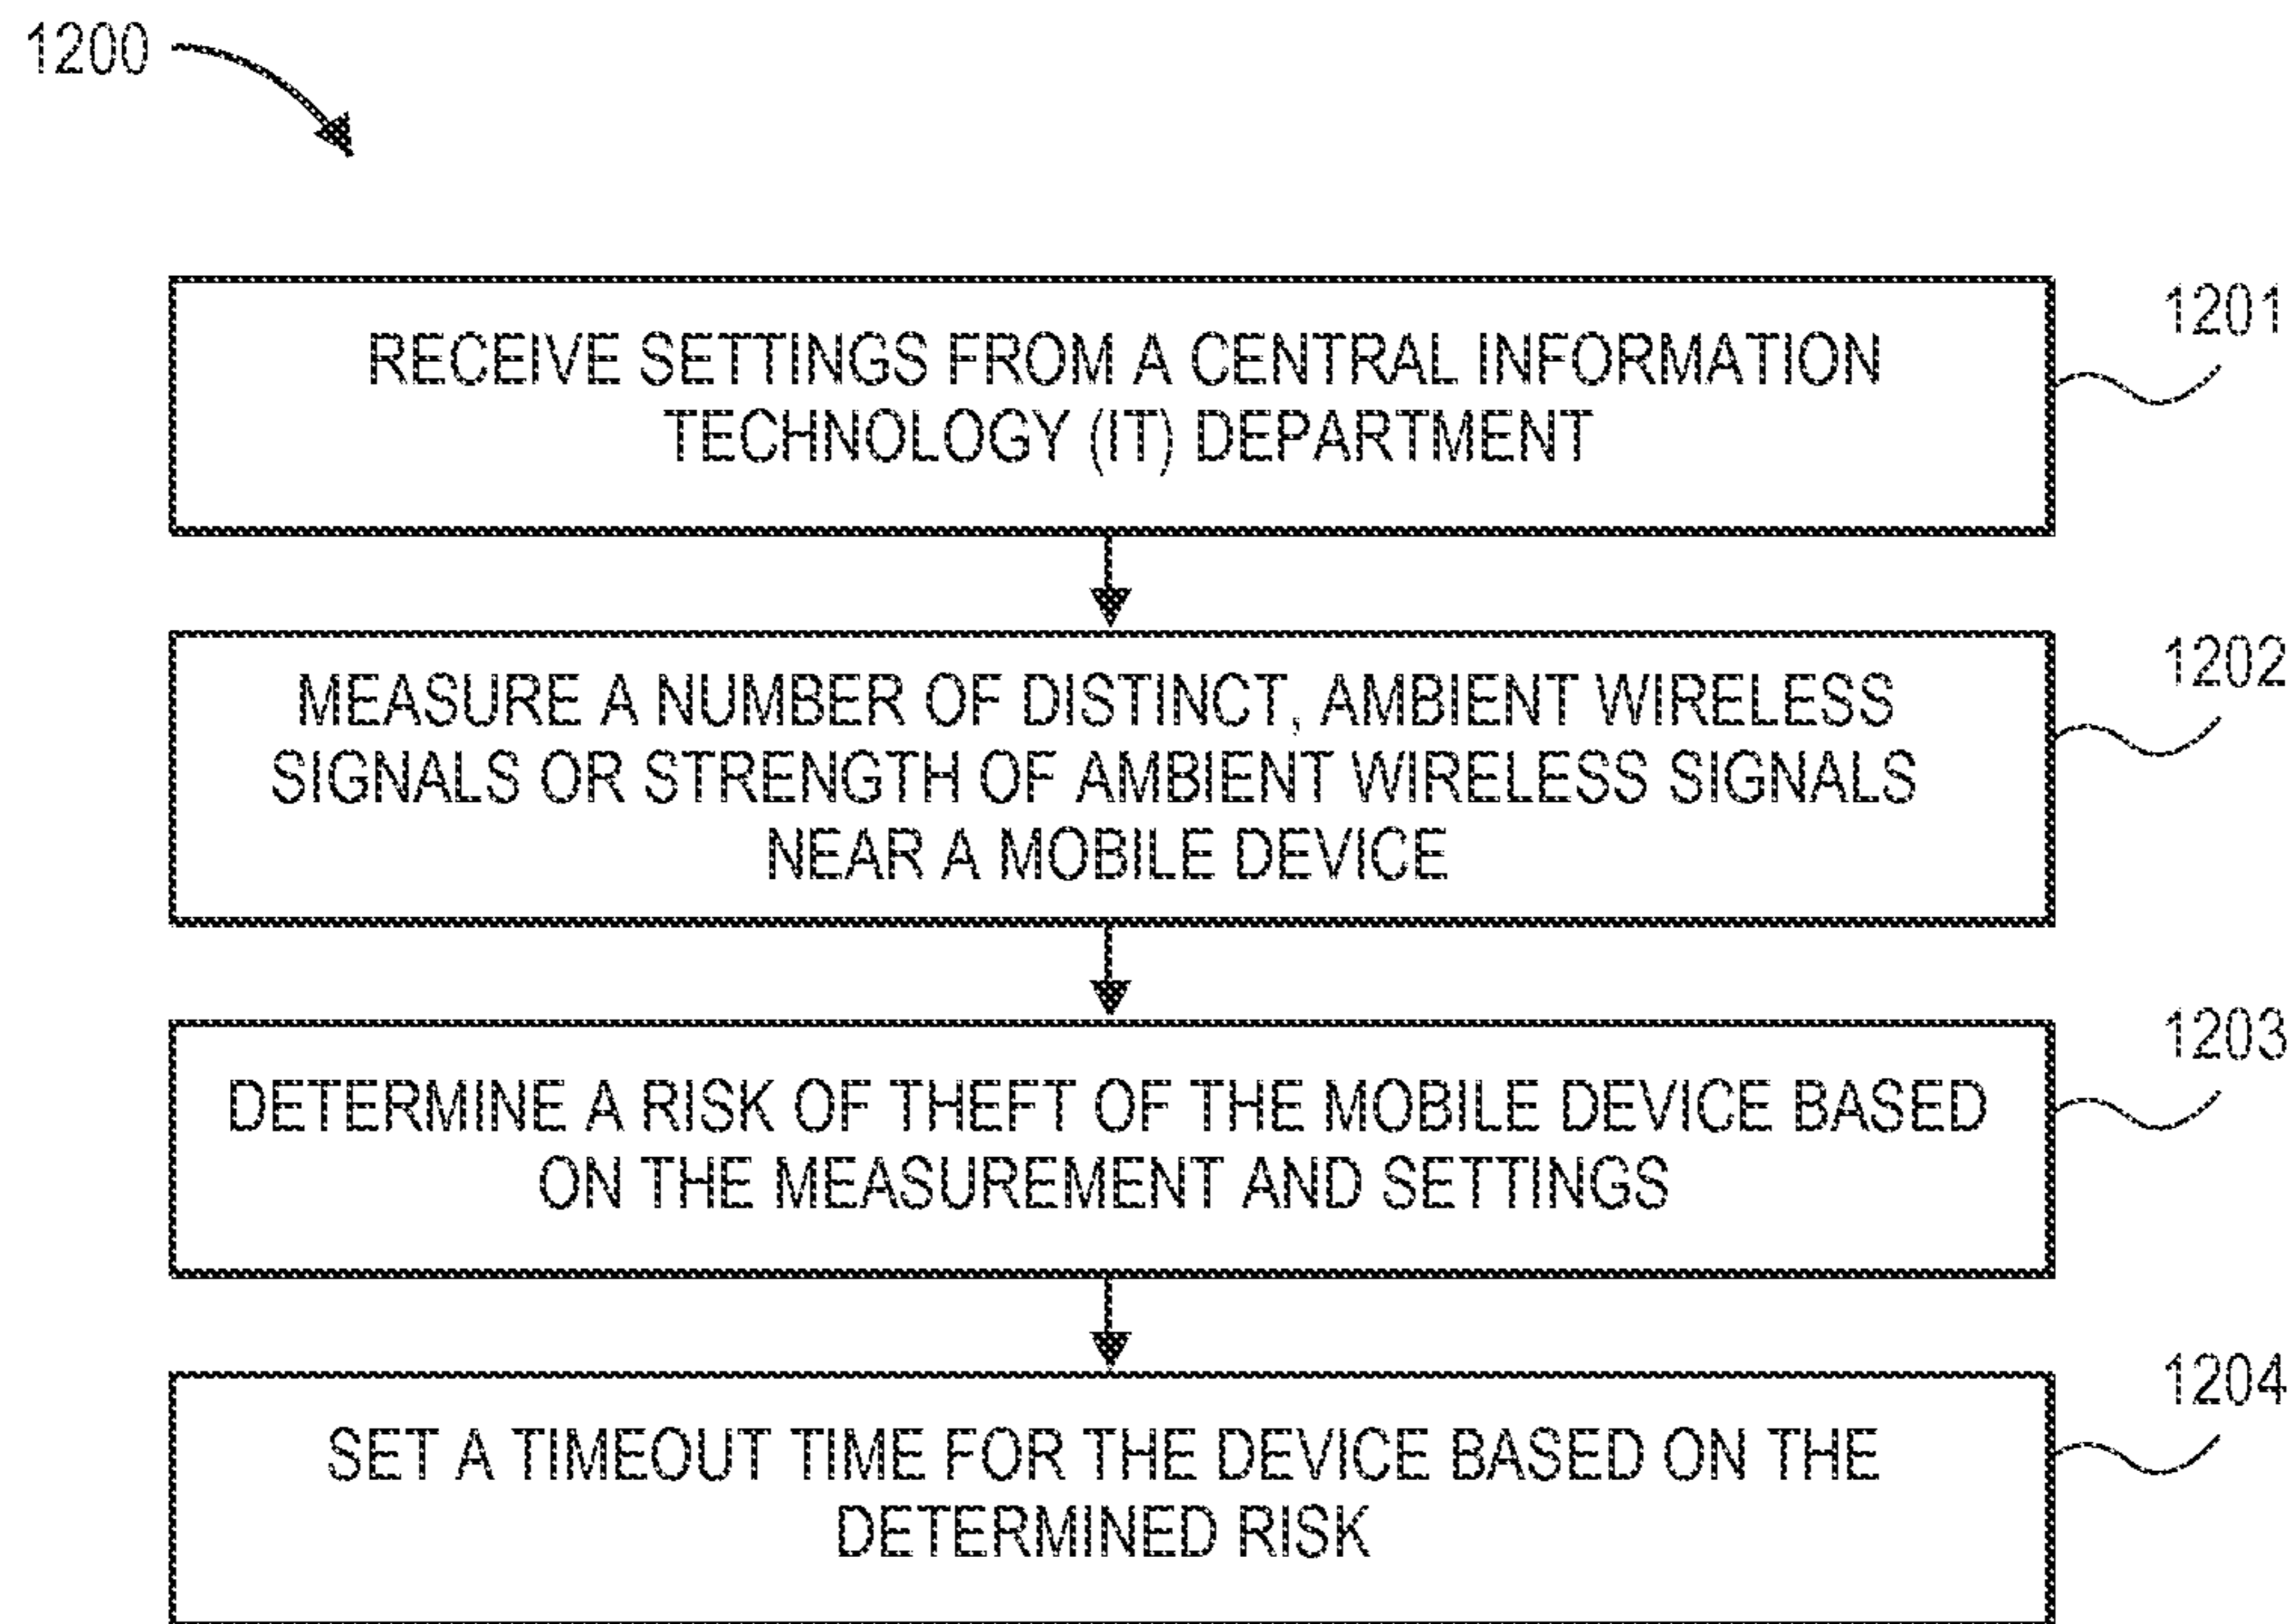 1200
RECEIVE SETTINGS FROM A CENTRAL INFORMATION
TECHNOLOGY (IT) DEPARTMENT
1201
MEASURE A NUMBER OF DISTINCT, AMBIENT WIRELESS
SIGNALS OR STRENGTH OF AMBIENT WIRELESS SIGNALS
NEAR A MOBILE DEVICE
1202
DETERMINE A RISK OF THEFT OF THE MOBILE DEVICE BASED
ON THE MEASUREMENT AND SETTINGS
1203
SET A TIMEOUT TIME FOR THE DEVICE BASED ON THE
DETERMINED RISK
1204